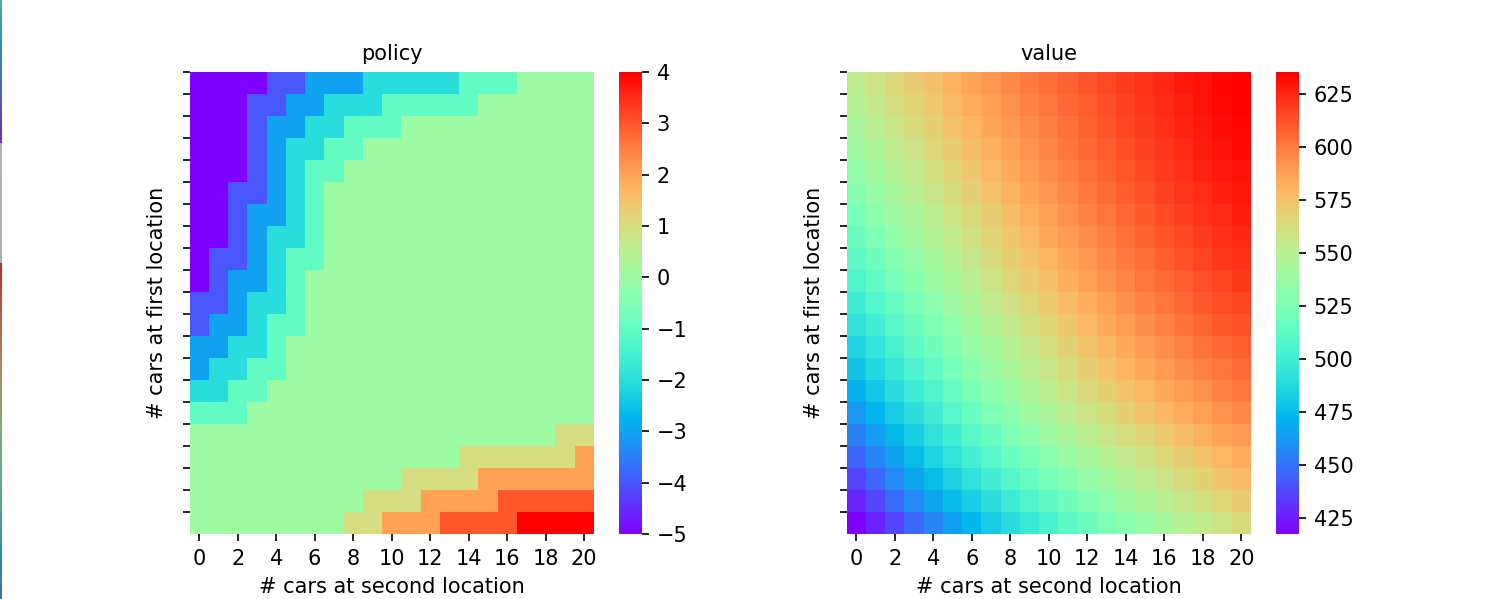 policy
# cars at first location
4
3
2
1
0
−1
−2
−3
−4
−5
0 2 4 6 8 10 12 14 16 18 20
# cars at second location
value
# cars at first location
625
600
575
550
525
500
475
450
425
0 2 4 6 8 10 12 14 16 18 20
# cars at second location